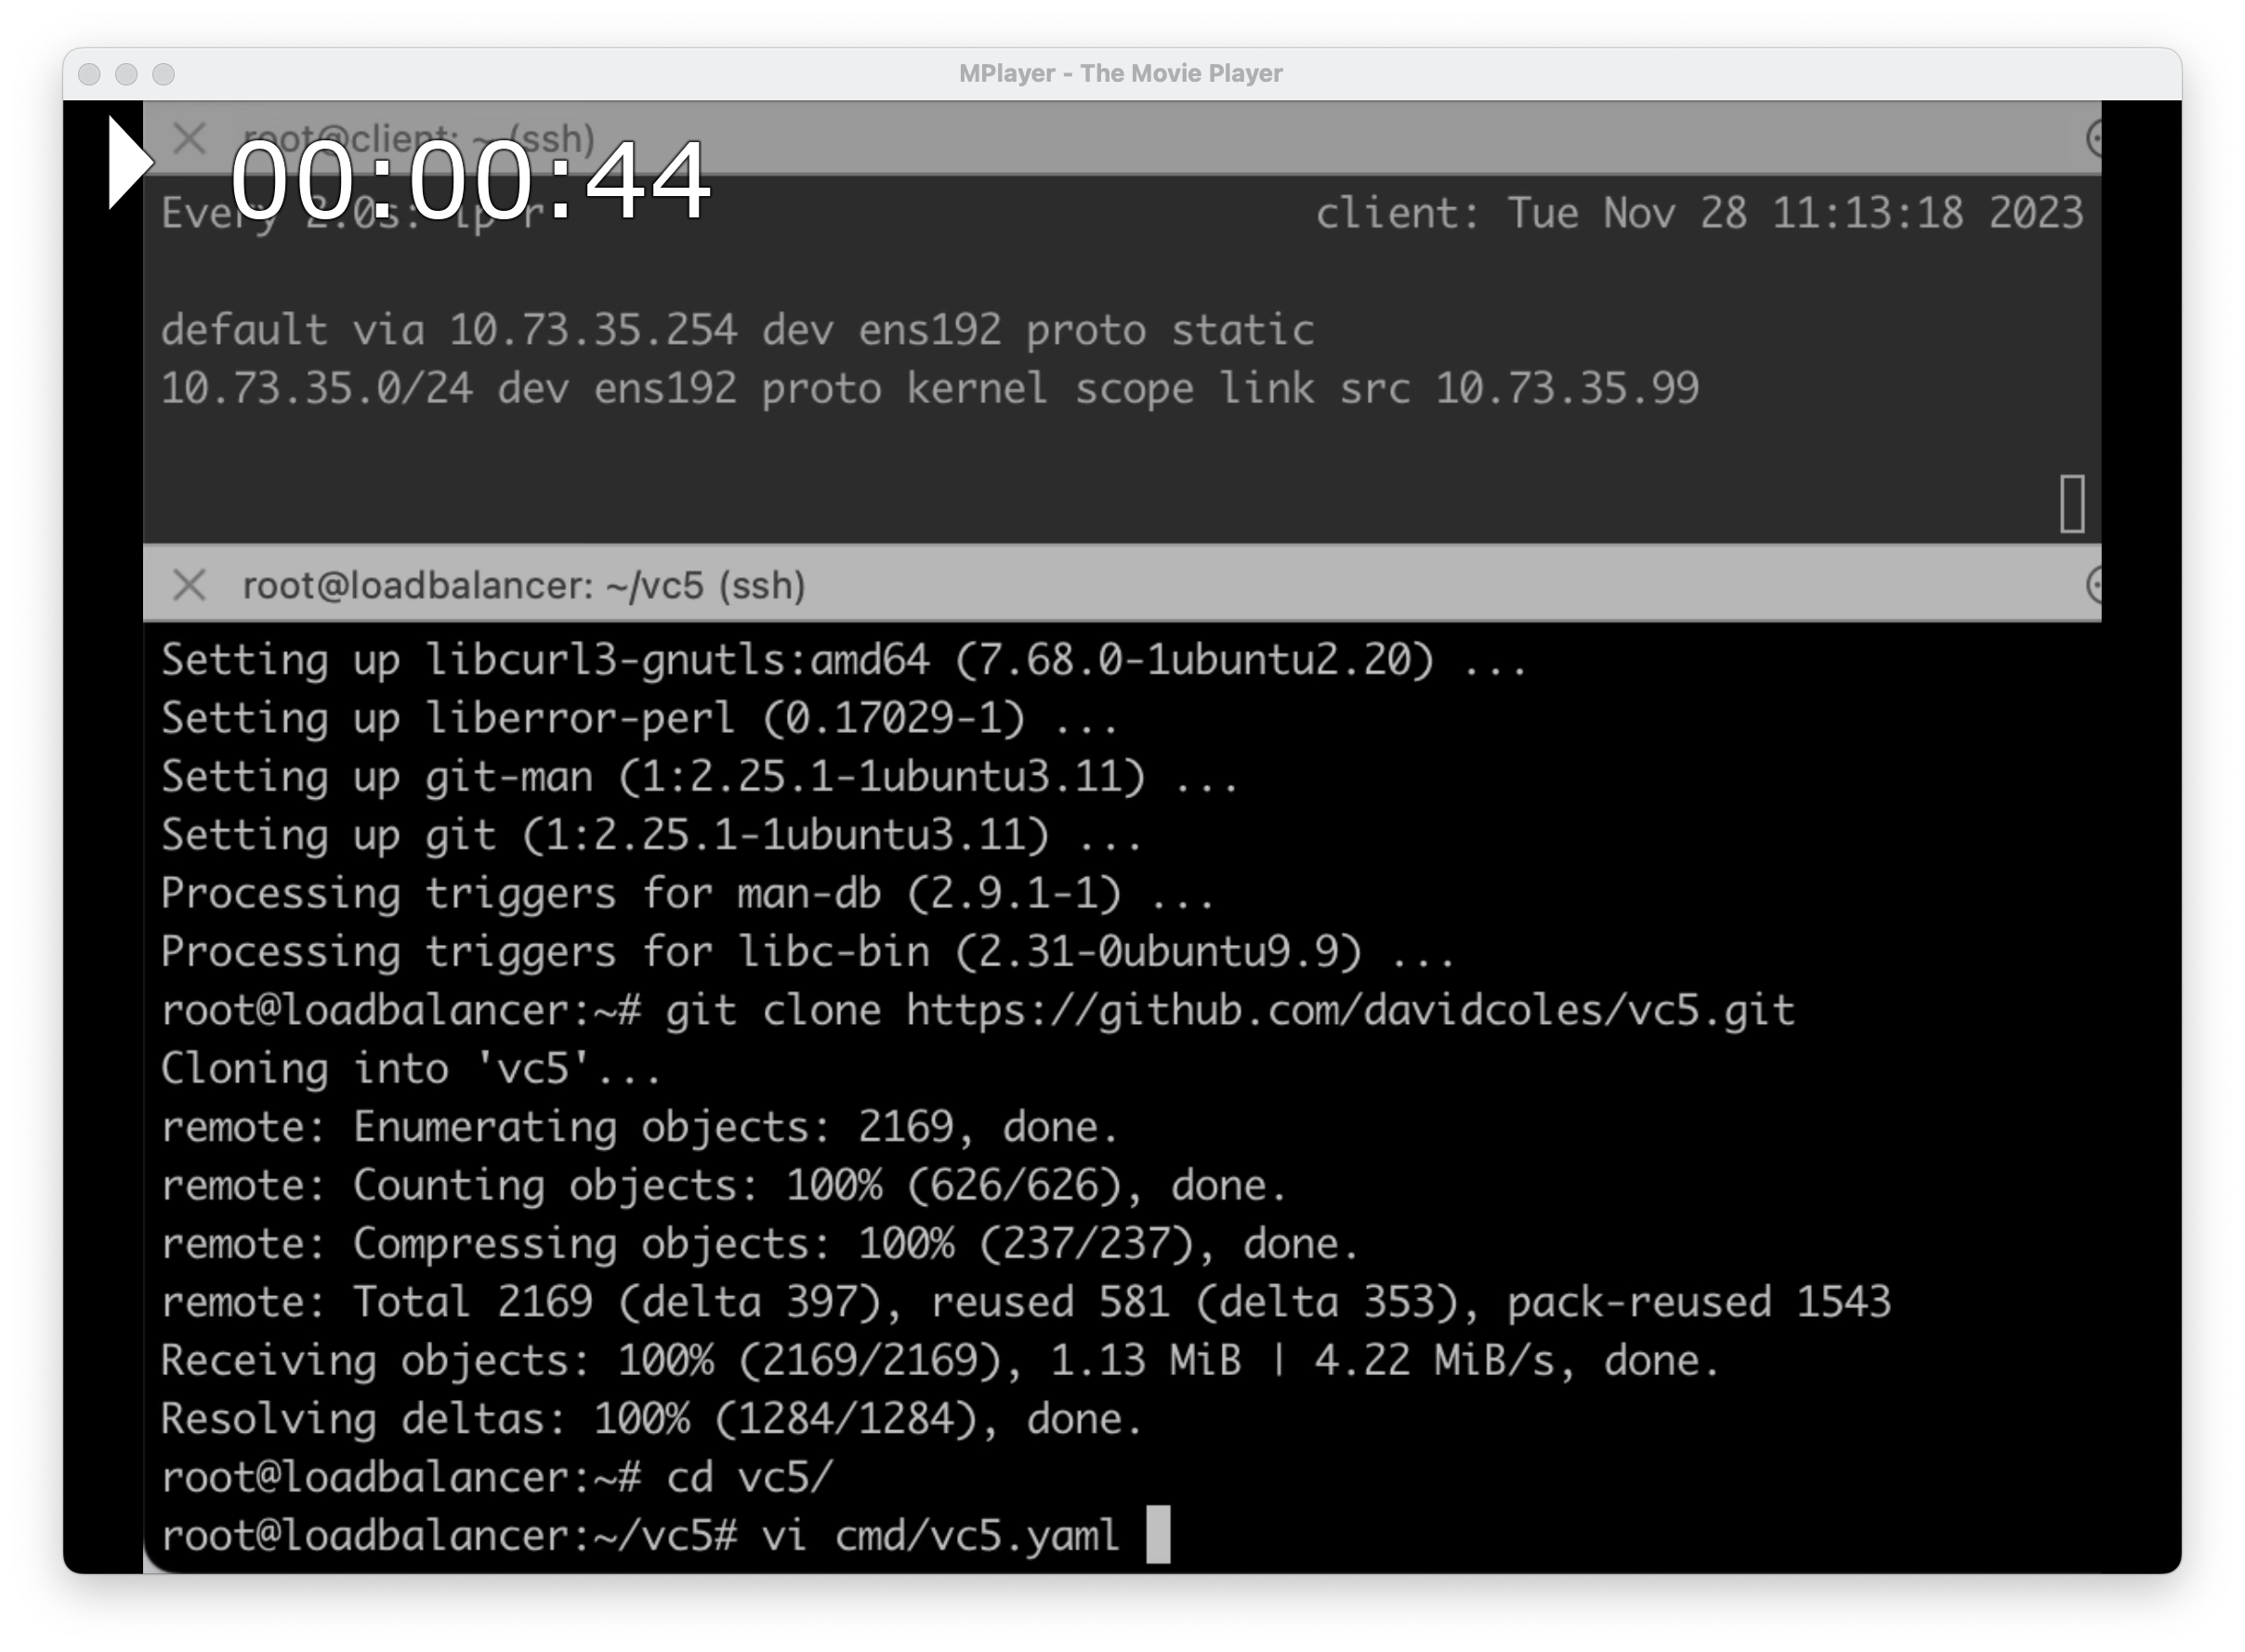 MPlayer - The Movie Player
root@client: ~ (ssh)
00:00:44
Every 2.0s: ip r client: Tue Nov 28 11:13:18 2023
default via 10.73.35.254 dev ens192 proto static
10.73.35.0/24 dev ens192 proto kernel scope link src 10.73.35.99
root@loadbalancer: ~/vc5 (ssh)
Setting up libcurl3-gnutls:amd64 (7.68.0-1ubuntu2.20) ...
Setting up liberror-perl (0.17029-1) ...
Setting up git-man (1:2.25.1-1ubuntu3.11) ...
Setting up git (1:2.25.1-1ubuntu3.11) ...
Processing triggers for man-db (2.9.1-1) ...
Processing triggers for libc-bin (2.31-0ubuntu9.9) ...
root@loadbalancer:~# git clone https://github.com/davidcoles/vc5.git
Cloning into 'vc5'...
remote: Enumerating objects: 2169, done.
remote: Counting objects: 100% (626/626), done.
remote: Compressing objects: 100% (237/237), done.
remote: Total 2169 (delta 397), reused 581 (delta 353), pack-reused 1543
Receiving objects: 100% (2169/2169), 1.13 MiB | 4.22 MiB/s, done.
Resolving deltas: 100% (1284/1284), done.
root@loadbalancer:~# cd vc5/
root@loadbalancer:~/vc5# vi cmd/vc5.yaml